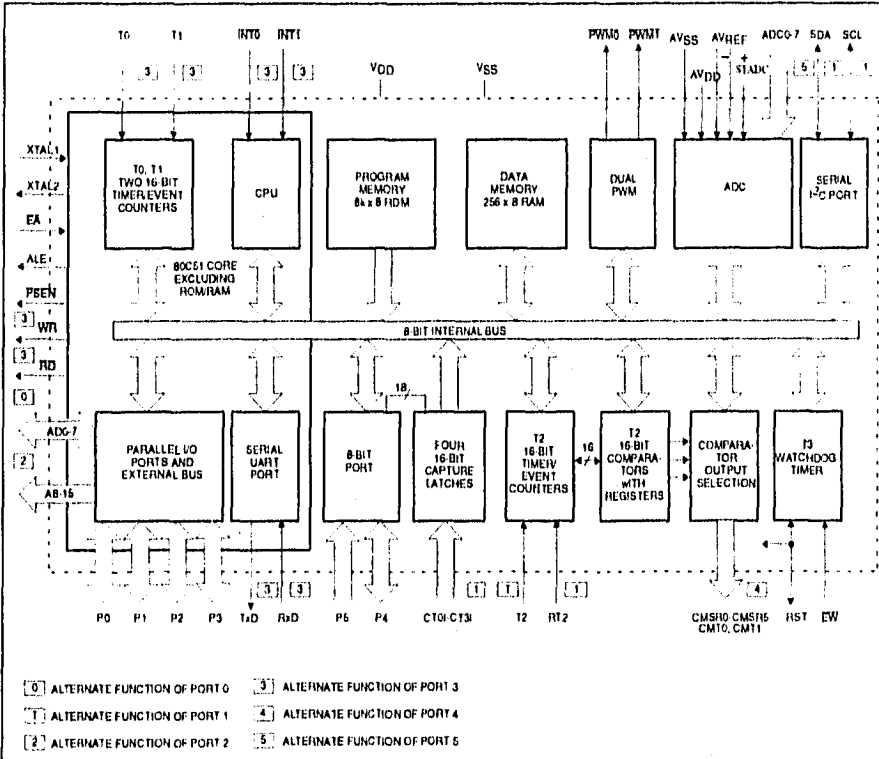 T0 T1 INT0 INT1 VDD VSS PWM0 PWM1 AVSS AVREF ADC0-7 SDA SCL
- +
AVDD STADC
3 3 3 3 5 1 1
XTAL1
XTAL2
EA
ALE
PSEN
3 WR
3 RD
0
AD0-7
2
A8-15
T0, T1
TWO 16-BIT
TIMER/EVENT
COUNTERS
CPU
PROGRAM
MEMORY
8k x 8 ROM
DATA
MEMORY
256 x 8 RAM
DUAL
PWM
ADC
SERIAL
I²C PORT
80C51 CORE
EXCLUDING
ROM/RAM
8-BIT INTERNAL BUS
PARALLEL I/O
PORTS AND
EXTERNAL BUS
SERIAL
UART
PORT
8-BIT
PORT
16
FOUR
16-BIT
CAPTURE
LATCHES
T2
16-BIT
TIMER/
EVENT
COUNTERS
16
T2
16-BIT
COMPARA-
TORS
WITH
REGISTERS
COMPARA-
TOR
OUTPUT
SELECTION
T3
WATCHDOG
TIMER
3 3 1 1 1 4
P0 P1 P2 P3 TxD RxD P5 P4 CT0I-CT3I T2 RT2 CMSR0-CMSR5 RST EW
CMT0, CMT1
0 ALTERNATE FUNCTION OF PORT 0
1 ALTERNATE FUNCTION OF PORT 1
2 ALTERNATE FUNCTION OF PORT 2
3 ALTERNATE FUNCTION OF PORT 3
4 ALTERNATE FUNCTION OF PORT 4
5 ALTERNATE FUNCTION OF PORT 5